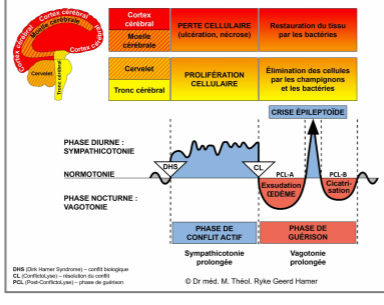 Cortex cérébral
Moelle cérébrale
Cortex cérébral
Cortex cérébral
Cervelet
Tronc cérébral
Cortex
cérébral
Moelle
cérébrale
PERTE CELLULAIRE
(ulcération, nécrose)
Restauration du tissu
par les bactéries
Cervelet
Tronc cérébral
PROLIFÉRATION
CELLULAIRE
Élimination des cellules
par les champignons
et les bactéries
CRISE ÉPILEPTOÏDE
PHASE DIURNE :
SYMPATHICOTONIE
NORMOTONIE
PHASE NOCTURNE :
VAGOTONIE
DHS
CL
PCL-A
PCL-B
Exsudation
ŒDÈME
Cicatri-
sation
PHASE DE
CONFLIT ACTIF
PHASE DE
GUÉRISON
Sympathicotonie
prolongée
Vagotonie
prolongée
DHS (Dirk Hamer Syndrome) – conflit biologique
CL (ConflictoLyse) – résolution du conflit
PCL (Post-ConflictoLyse) – phase de guérison
© Dr méd. M. Théol. Ryke Geerd Hamer